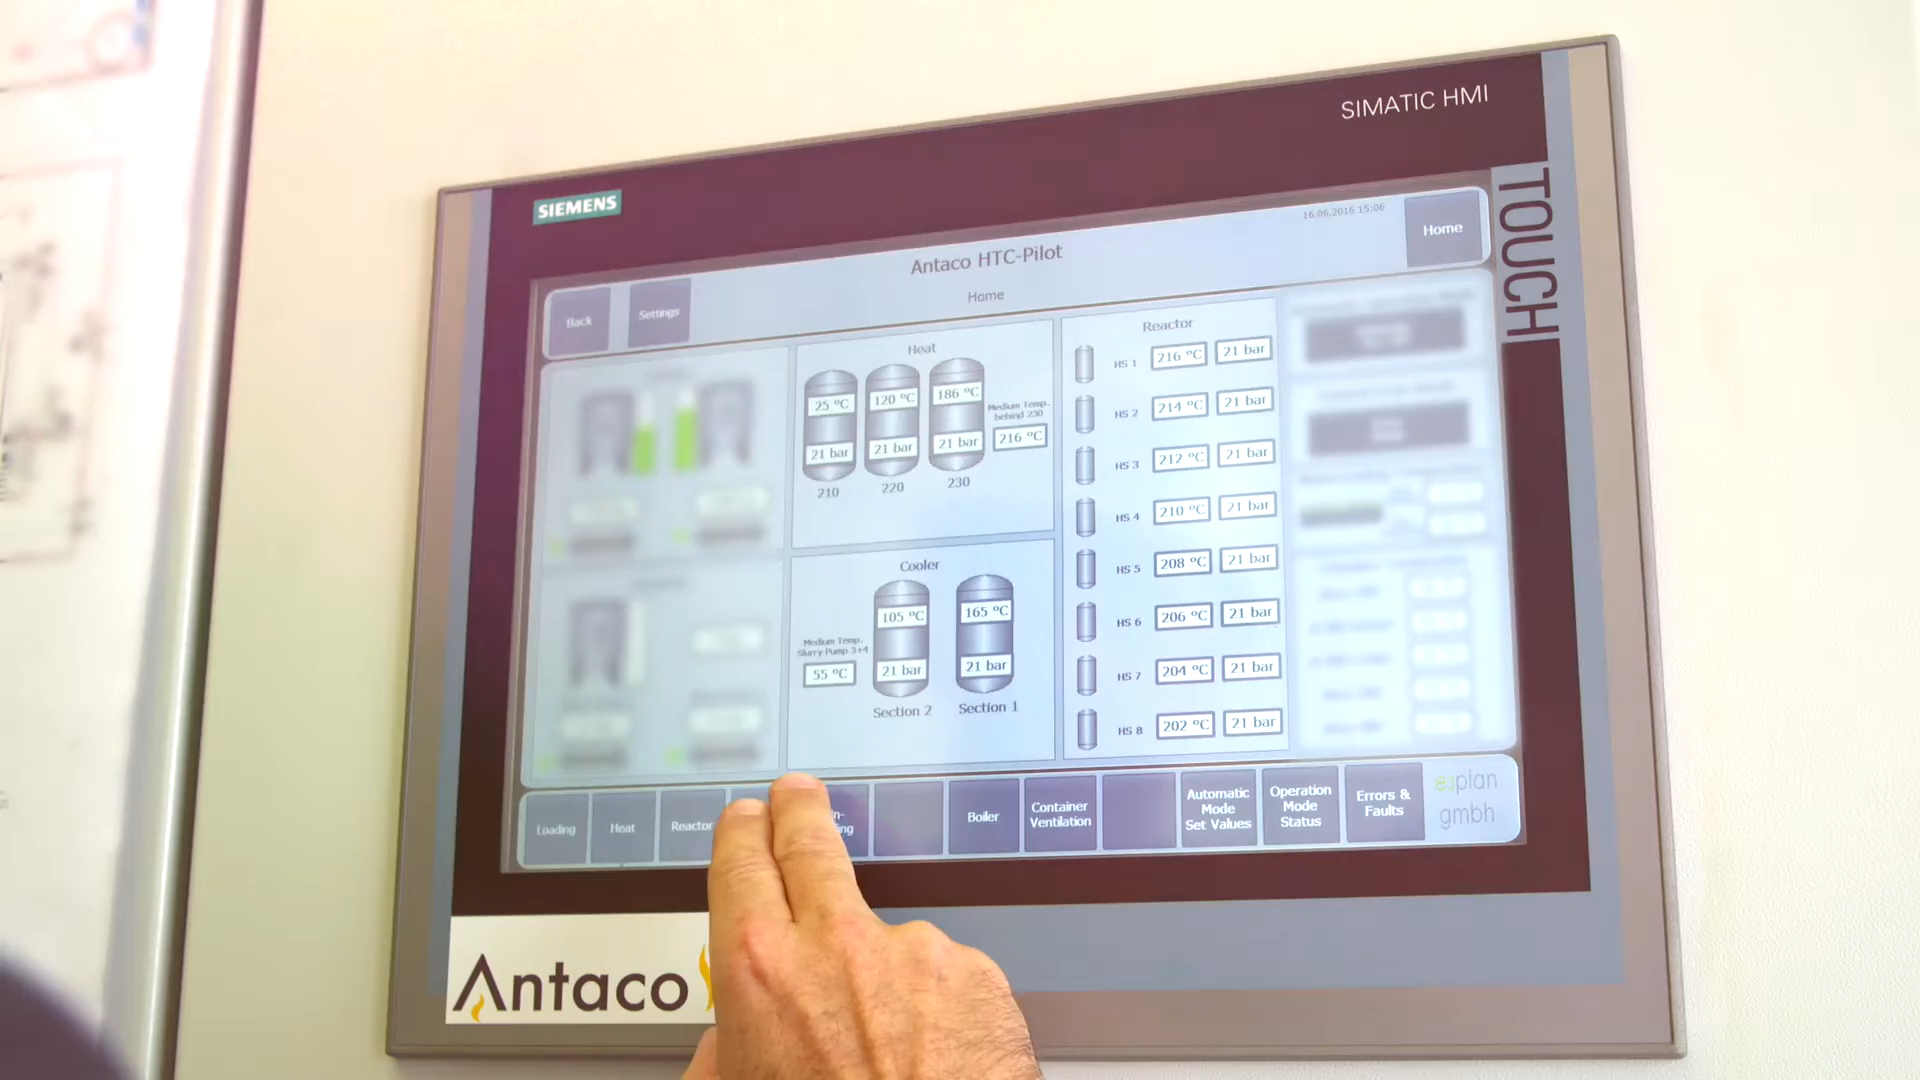 SIMATIC HMI
SIEMENS
TOUCH
16.06.2016 15:06
Home
Antaco HTC-Pilot
Home
Back
Settings
Heat
25 °C
120 °C
186 °C
Medium Temp.
behind 230
216 °C
21 bar
21 bar
21 bar
210
220
230
Cooler
105 °C
165 °C
Medium Temp.
Slurry Pump 3+4
55 °C
21 bar
21 bar
Section 2
Section 1
Reactor
HS 1 216 °C 21 bar
HS 2 214 °C 21 bar
HS 3 212 °C 21 bar
HS 4 210 °C 21 bar
HS 5 208 °C 21 bar
HS 6 206 °C 21 bar
HS 7 204 °C 21 bar
HS 8 202 °C 21 bar
Loading
Heat
Reactor
Boiler
Container
Ventilation
Automatic
Mode
Set Values
Operation
Mode
Status
Errors &
Faults
esplan
gmbh
Antaco